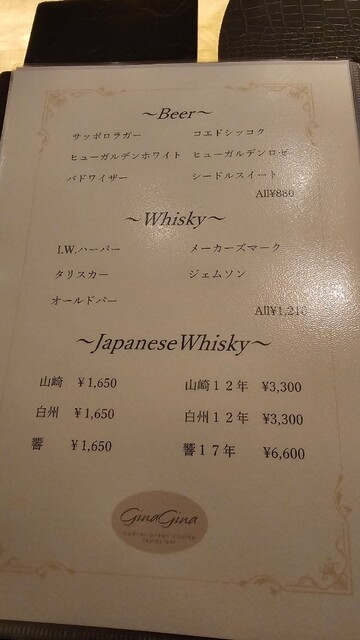 ~Beer~
サッポロラガー コエドシッコク
ヒューガルデンホワイト ヒューガルデンロゼ
バドワイザー シードルスイート
All¥880
~Whisky~
I.W.ハーパー メーカーズマーク
タリスカー ジェムソン
オールドパー
All¥1,210
~JapaneseWhisky~
山崎 ¥1,650 山崎12年 ¥3,300
白州 ¥1,650 白州12年 ¥3,300
響 ¥1,650 響17年 ¥6,600
GinaGina